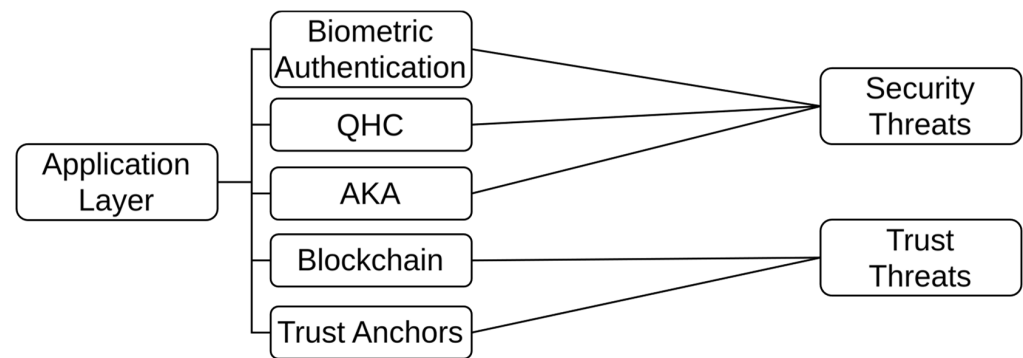 Application
Layer
Biometric
Authentication
QHC
AKA
Blockchain
Trust Anchors
Security
Threats
Trust
Threats